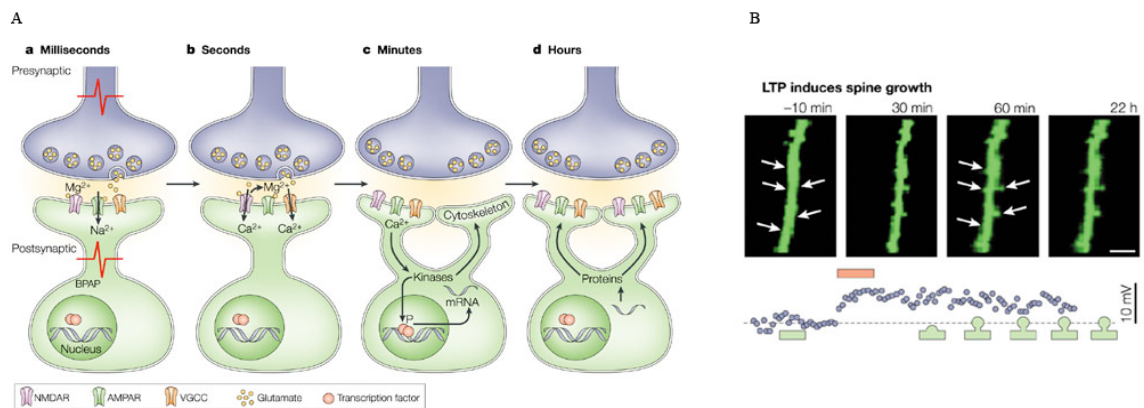 A
a Milliseconds
b Seconds
c Minutes
d Hours
Presynaptic
Mg2+
Na2+
Postsynaptic
BPAP
Nucleus
Mg2+
Ca2+
Ca2+
Ca2+
Cytoskeleton
Kinases
mRNA
P
Proteins
NMDAR
AMPAR
VGCC
Glutamate
Transcription factor
B
LTP induces spine growth
–10 min
30 min
60 min
22 h
10 mV